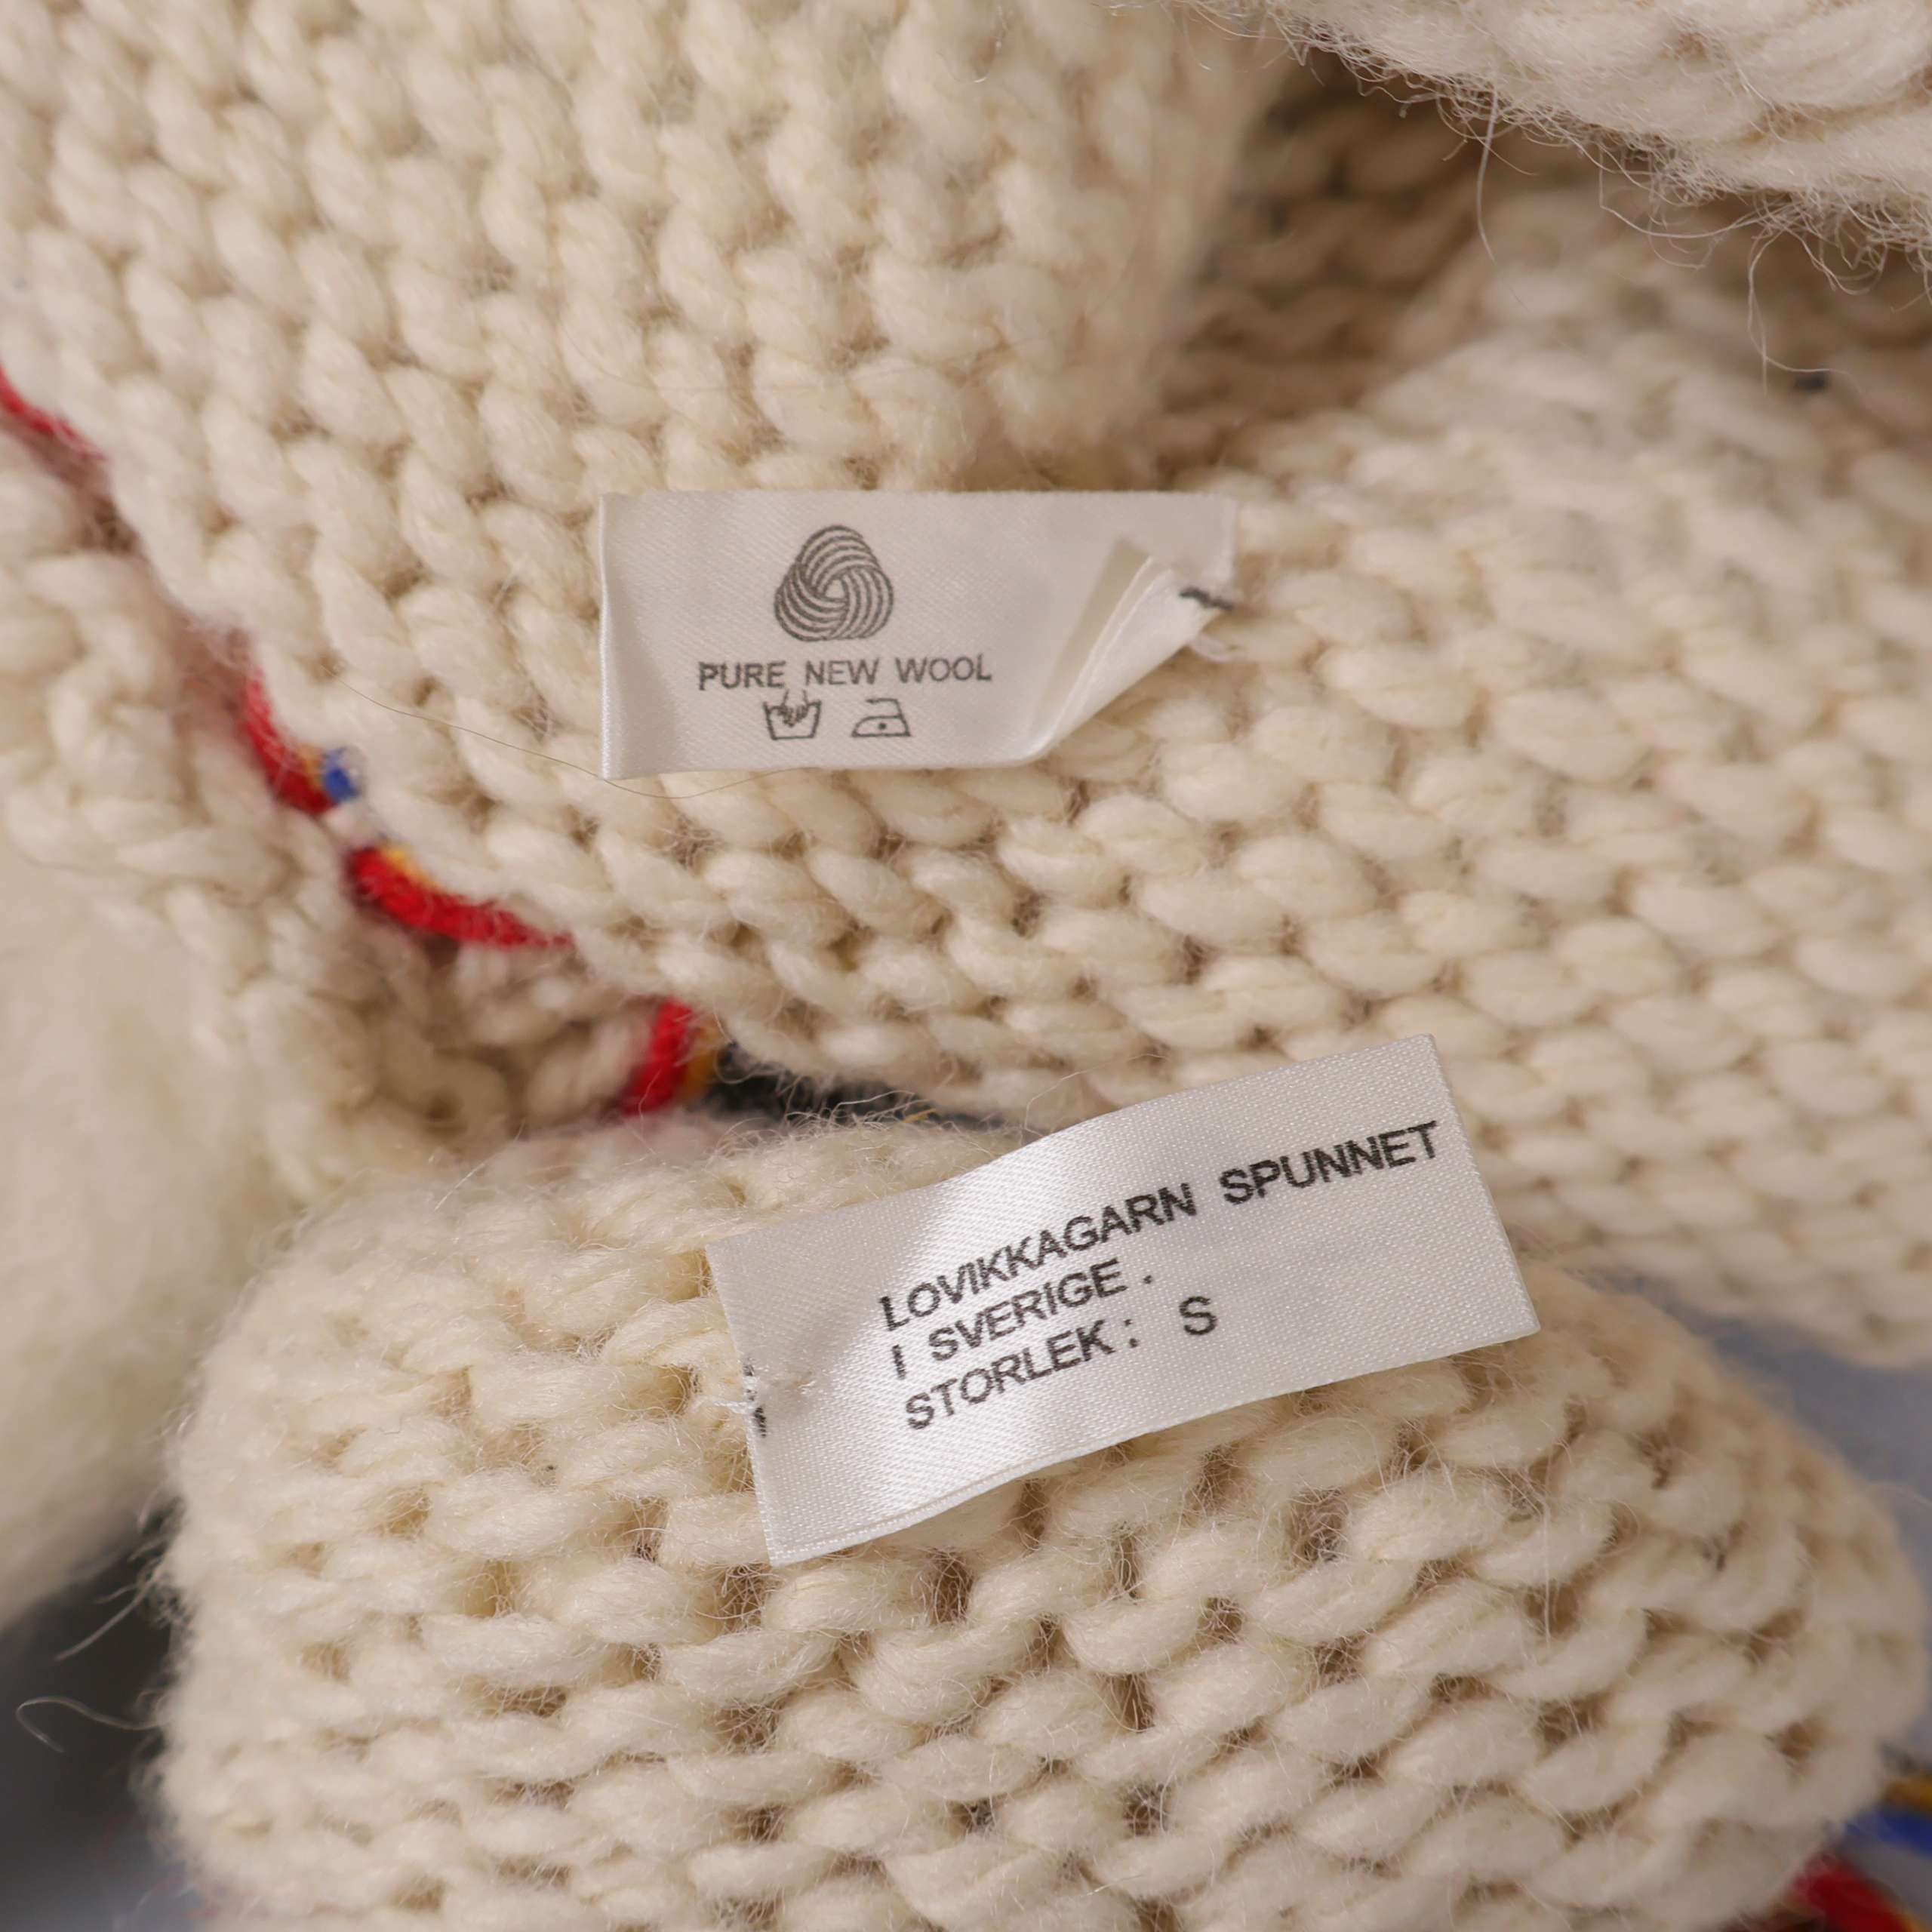 PURE NEW WOOL
LOVIKKAGARN SPUNNET
I SVERIGE.
STORLEK: S